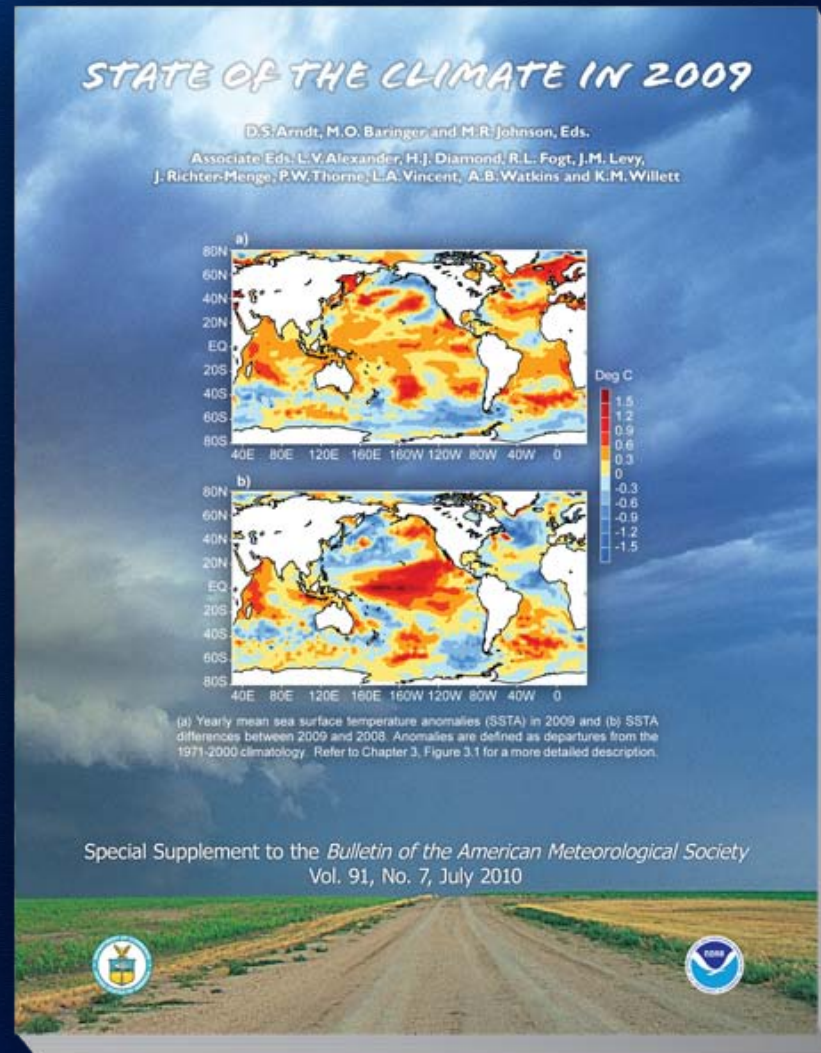 STATE OF THE CLIMATE IN 2009
D.S. Arndt, M.O. Baringer and M.R. Johnson, Eds.
Associate Eds. L.V. Alexander, H.J. Diamond, R.L. Fogt, J.M. Levy,
J. Richter-Menge, P.W. Thorne, L.A. Vincent, A.B. Watkins and K.M. Willett
a)
80N
60N
40N
20N
EQ
20S
40S
60S
80S
40E 80E 120E 160E 160W 120W 80W 40W 0
Deg C
1.5
1.2
0.9
0.6
0.3
0
-0.3
-0.6
-0.9
-1.2
-1.5
b)
80N
60N
40N
20N
EQ
20S
40S
60S
80S
40E 80E 120E 160E 160W 120W 80W 40W 0
(a) Yearly mean sea surface temperature anomalies (SSTA) in 2009 and (b) SSTA
differences between 2009 and 2008. Anomalies are defined as departures from the
1971-2000 climatology. Refer to Chapter 3, Figure 3.1 for a more detailed description.
Special Supplement to the Bulletin of the American Meteorological Society
Vol. 91, No. 7, July 2010
NOAA